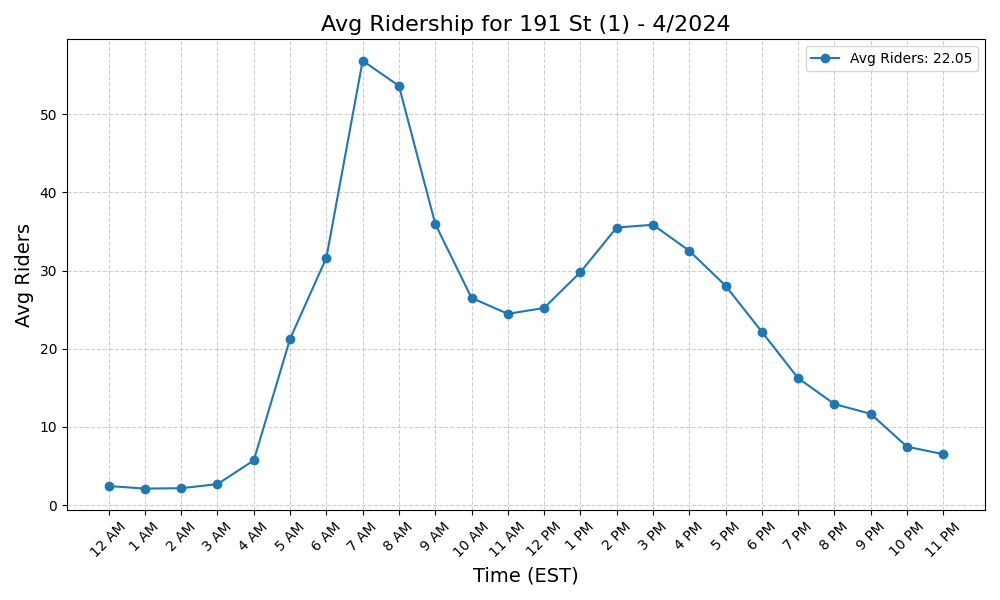 Avg Ridership for 191 St (1) - 4/2024
Avg Riders: 22.05
Avg Riders
50
40
30
20
10
0
12 AM
1 AM
2 AM
3 AM
4 AM
5 AM
6 AM
7 AM
8 AM
9 AM
10 AM
11 AM
12 PM
1 PM
2 PM
3 PM
4 PM
5 PM
6 PM
7 PM
8 PM
9 PM
10 PM
11 PM
Time (EST)